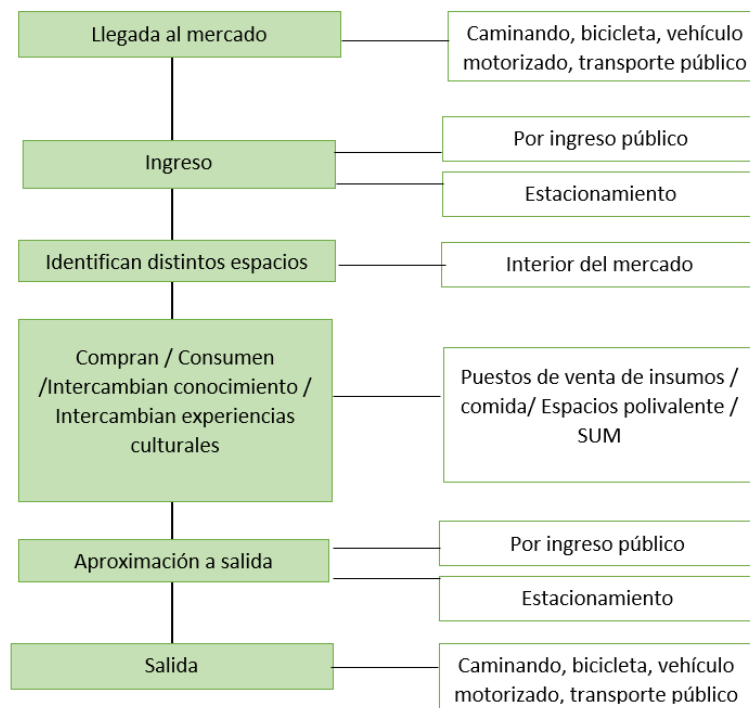 Llegada al mercado
Caminando, bicicleta, vehículo
motorizado, transporte público
Ingreso
Por ingreso público
Estacionamiento
Identifican distintos espacios
Interior del mercado
Compran / Consumen
/Intercambian conocimiento /
Intercambian experiencias
culturales
Puestos de venta de insumos /
comida/ Espacios polivalente /
SUM
Aproximación a salida
Por ingreso público
Estacionamiento
Salida
Caminando, bicicleta, vehículo
motorizado, transporte público